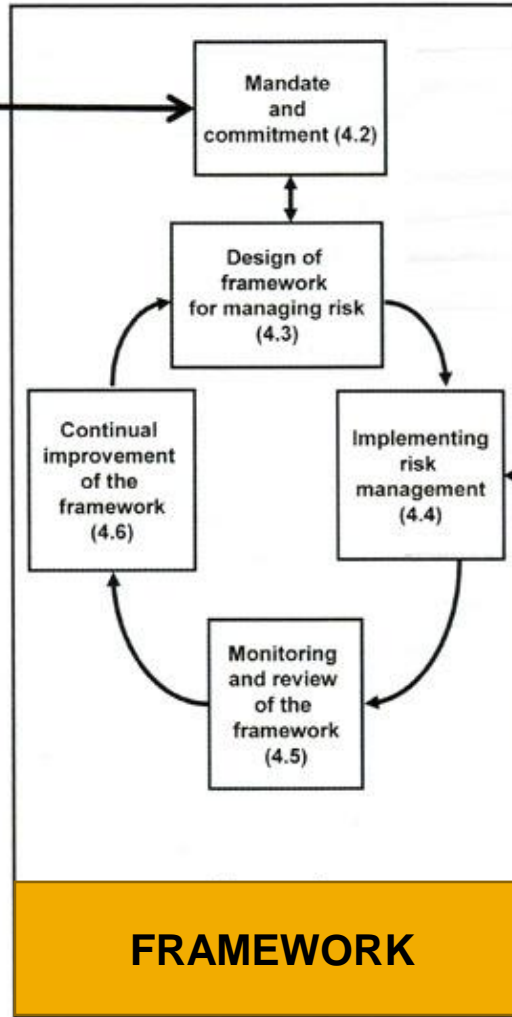 Mandate
and
commitment (4.2)
Design of
framework
for managing risk
(4.3)
Implementing
risk
management
(4.4)
Monitoring
and review
of the
framework
(4.5)
Continual
improvement
of the
framework
(4.6)
FRAMEWORK